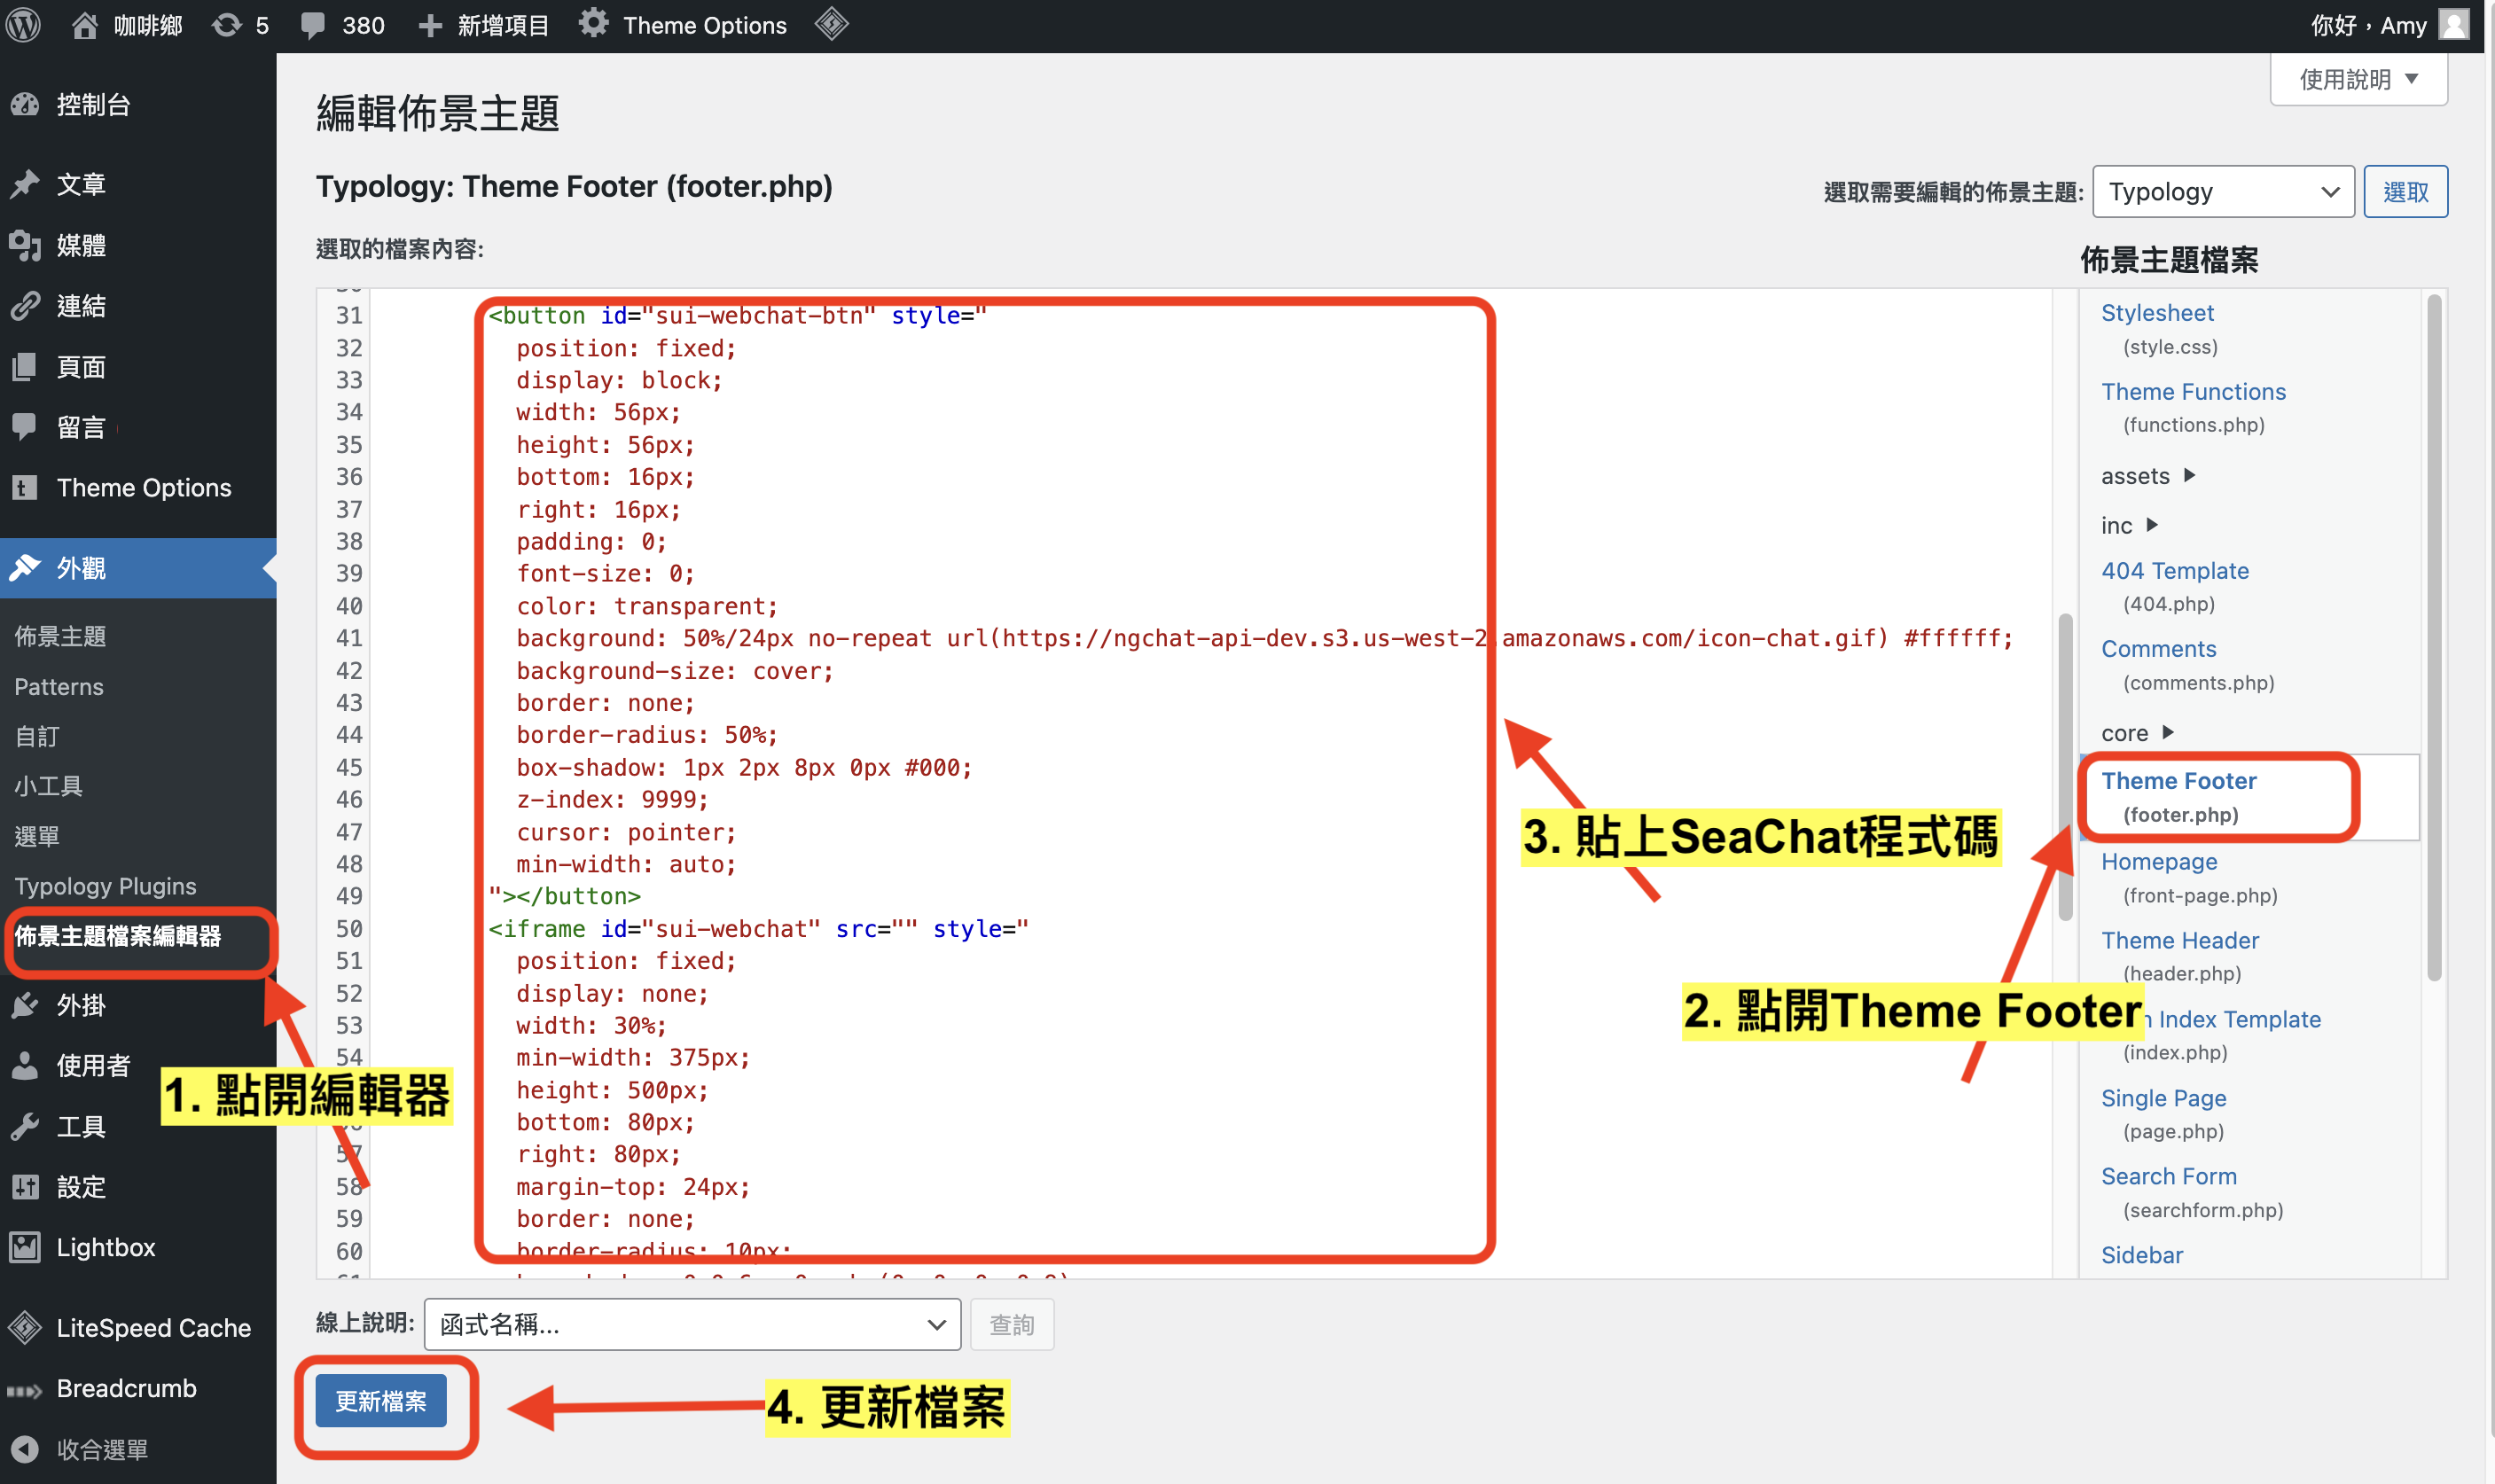 咖啡鄉 5 380 新增項目 Theme Options 你好，Amy
使用說明
控制台
文章
媒體
連結
頁面
留言
Theme Options
外觀
佈景主題
Patterns
自訂
小工具
選單
Typology Plugins
佈景主題檔案編輯器
外掛
使用者
工具
設定
Lightbox
LiteSpeed Cache
Breadcrumb
收合選單
編輯佈景主題
Typology: Theme Footer (footer.php)
選取需要編輯的佈景主題: Typology 選取
選取的檔案內容:
31 <button id="sui-webchat-btn" style="
32 position: fixed;
33 display: block;
34 width: 56px;
35 height: 56px;
36 bottom: 16px;
37 right: 16px;
38 padding: 0;
39 font-size: 0;
40 color: transparent;
41 background: 50%/24px no-repeat url(https://ngchat-api-dev.s3.us-west-2.amazonaws.com/icon-chat.gif) #ffffff;
42 background-size: cover;
43 border: none;
44 border-radius: 50%;
45 box-shadow: 1px 2px 8px 0px #000;
46 z-index: 9999;
47 cursor: pointer;
48 min-width: auto;
49 "></button>
50 <iframe id="sui-webchat" src="" style="
51 position: fixed;
52 display: none;
53 width: 30%;
54 min-width: 375px;
height: 500px;
bottom: 80px;
57 right: 80px;
58 margin-top: 24px;
59 border: none;
60 border-radius: 10px;
佈景主題檔案
Stylesheet
(style.css)
Theme Functions
(functions.php)
assets
inc
404 Template
(404.php)
Comments
(comments.php)
core
Theme Footer
(footer.php)
Homepage
(front-page.php)
Theme Header
(header.php)
Index Template
(index.php)
Single Page
(page.php)
Search Form
(searchform.php)
Sidebar
1. 點開編輯器
2. 點開Theme Footer
3. 貼上SeaChat程式碼
4. 更新檔案
線上說明: 函式名稱... 查詢
更新檔案